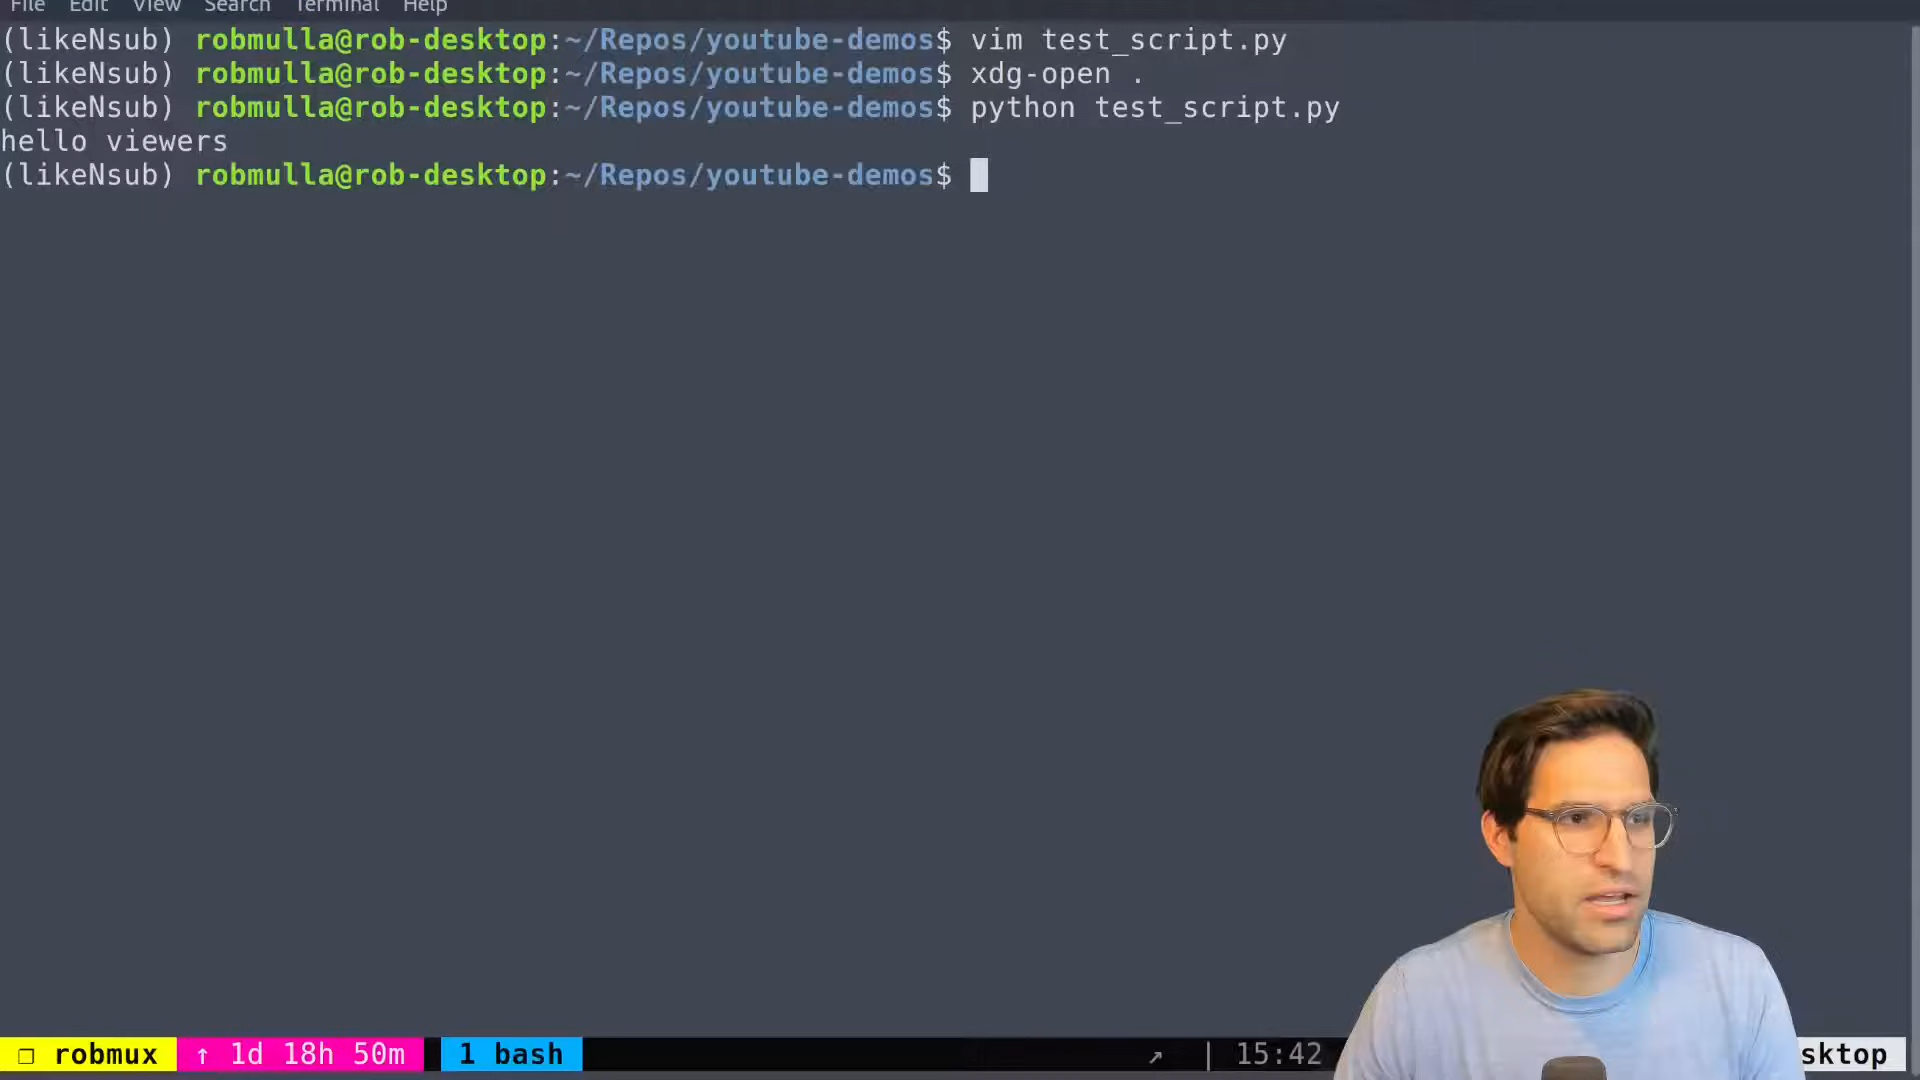 File Edit View Search Terminal Help
(likeNsub) robmulla@rob-desktop:~/Repos/youtube-demos$ vim test_script.py
(likeNsub) robmulla@rob-desktop:~/Repos/youtube-demos$ xdg-open .
(likeNsub) robmulla@rob-desktop:~/Repos/youtube-demos$ python test_script.py
hello viewers
(likeNsub) robmulla@rob-desktop:~/Repos/youtube-demos$
❐ robmux ↑ 1d 18h 50m 1 bash ↗ | 15:42 sktop